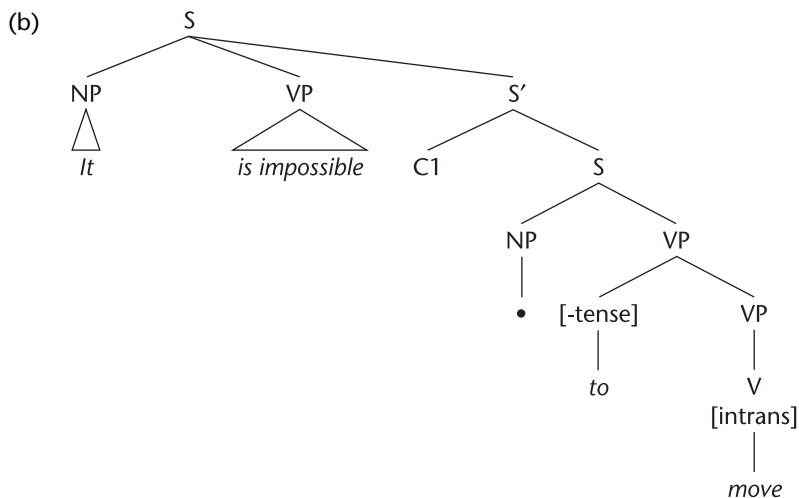 (b) S
NP VP S′
It is impossible C1 S
NP VP
• [-tense] VP
to V
[intrans]
move